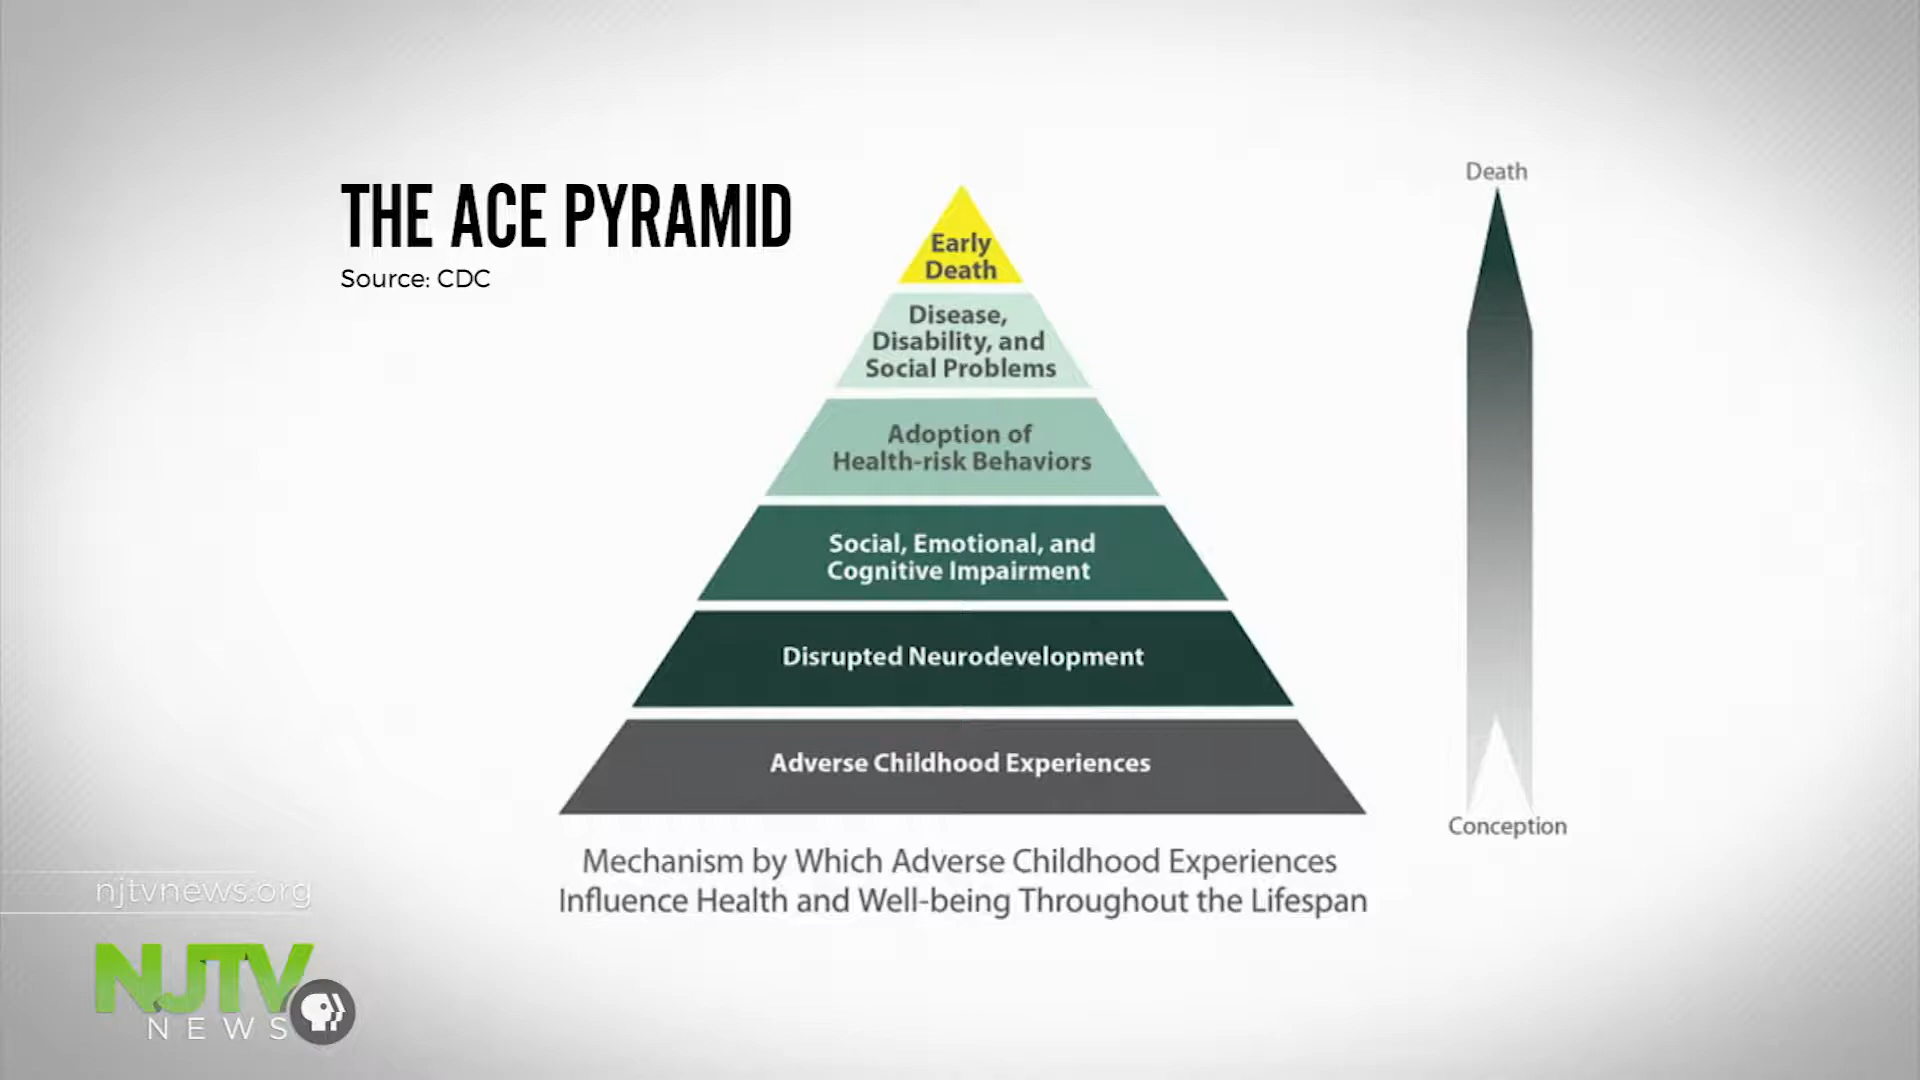 THE ACE PYRAMID
Source: CDC
Early
Death
Disease,
Disability, and
Social Problems
Adoption of
Health-risk Behaviors
Social, Emotional, and
Cognitive Impairment
Disrupted Neurodevelopment
Adverse Childhood Experiences
Mechanism by Which Adverse Childhood Experiences
Influence Health and Well-being Throughout the Lifespan
Death
Conception
njtvnews.org
NJTV
NEWS